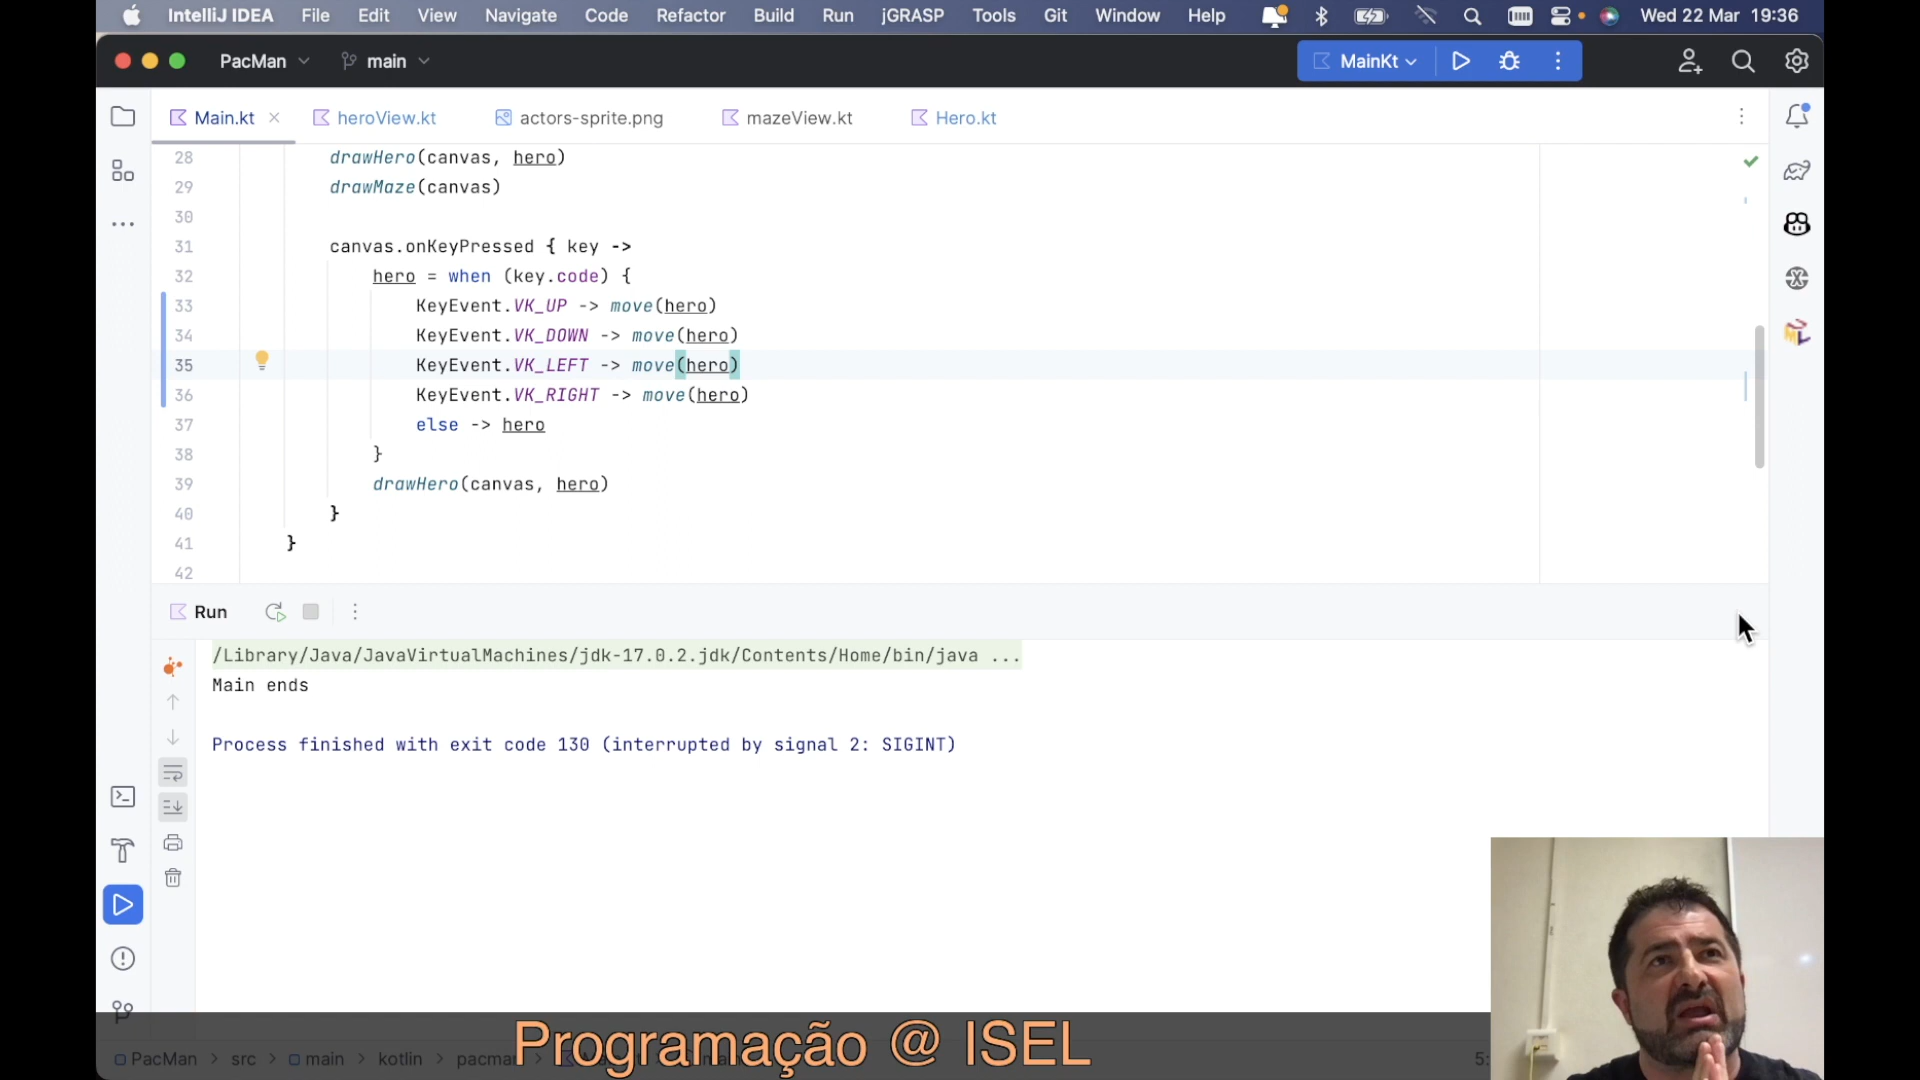 IntelliJ IDEA File Edit View Navigate Code Refactor Build Run jGRASP Tools Git Window Help Wed 22 Mar 19:36
PacMan main MainKt
Main.kt heroView.kt actors-sprite.png mazeView.kt Hero.kt
28 drawHero(canvas, hero)
29 drawMaze(canvas)
30
31 canvas.onKeyPressed { key ->
32 hero = when (key.code) {
33 KeyEvent.VK_UP -> move(hero)
34 KeyEvent.VK_DOWN -> move(hero)
35 KeyEvent.VK_LEFT -> move(hero)
36 KeyEvent.VK_RIGHT -> move(hero)
37 else -> hero
38 }
39 drawHero(canvas, hero)
40 }
41 }
42
Run
/Library/Java/JavaVirtualMachines/jdk-17.0.2.jdk/Contents/Home/bin/java ...
Main ends
Process finished with exit code 130 (interrupted by signal 2: SIGINT)
Programação @ ISEL
PacMan > src > main > kotlin >